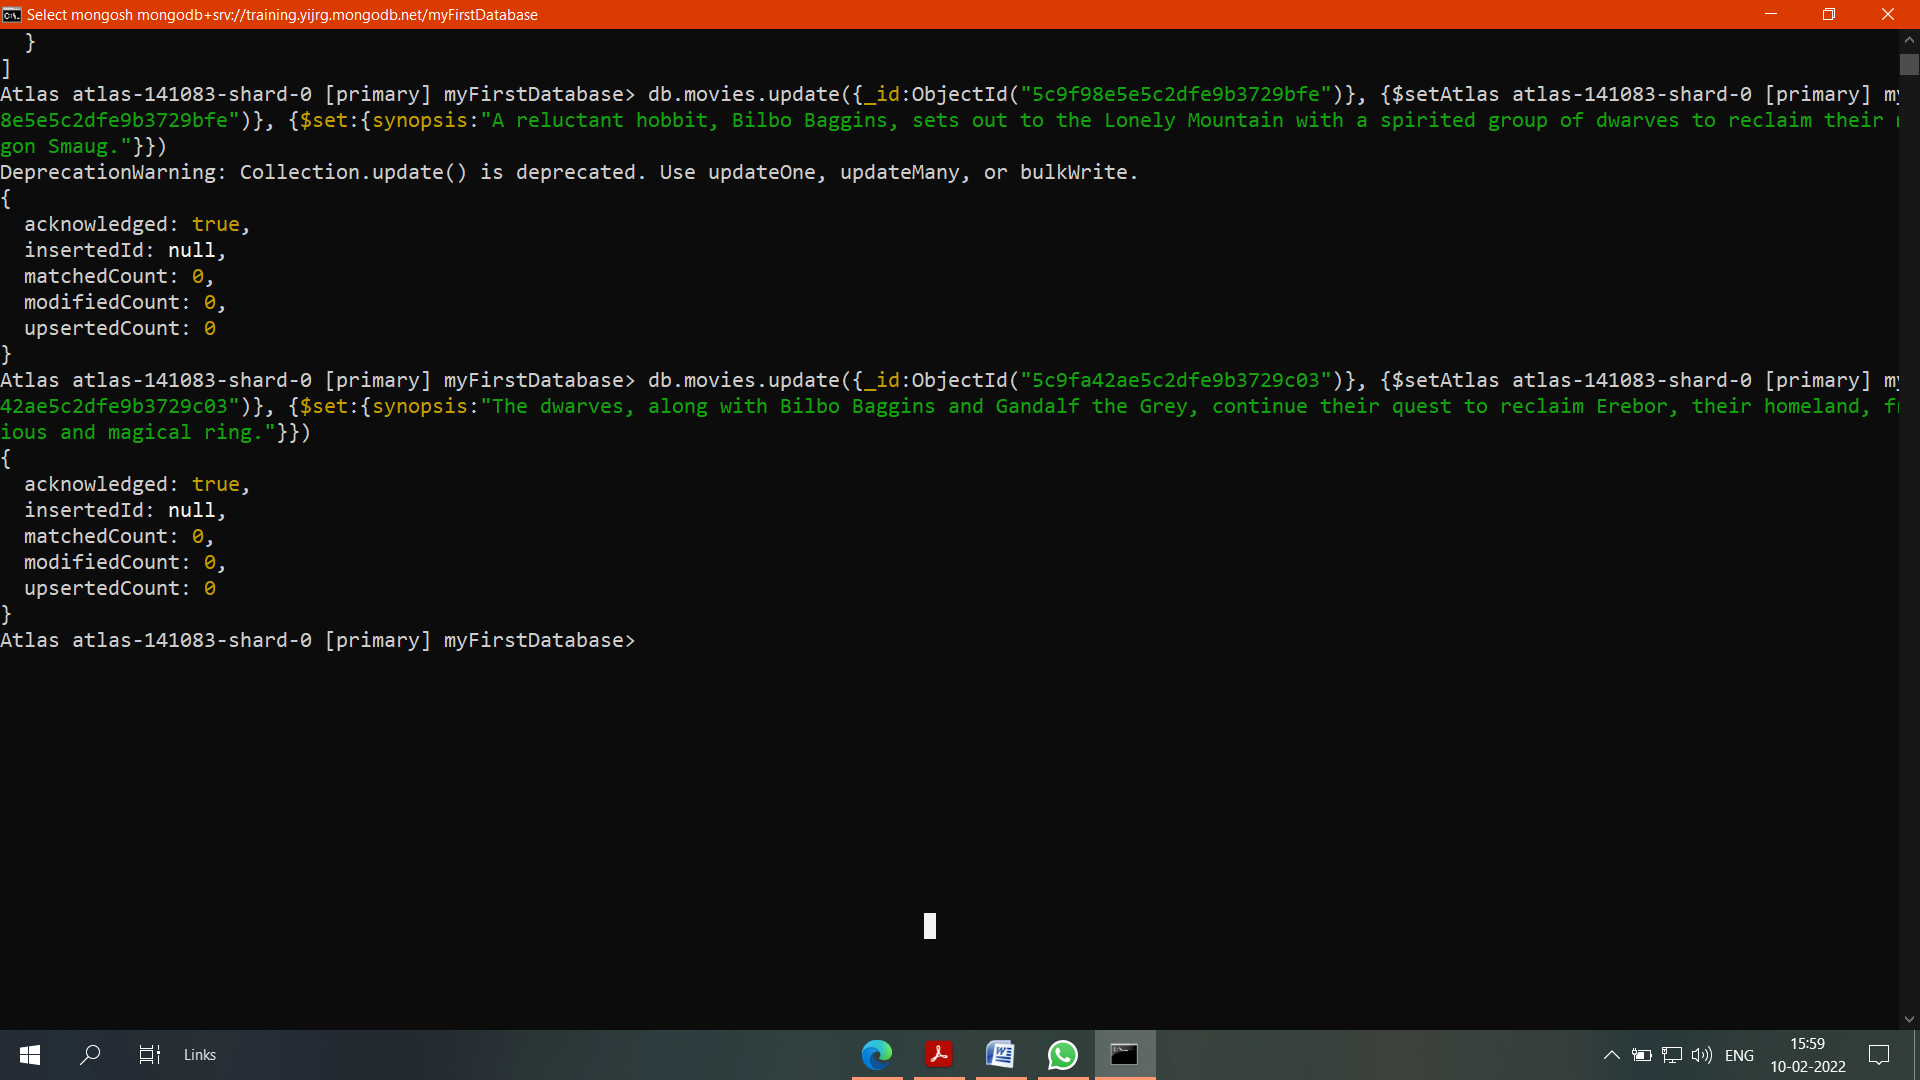 Select mongosh mongodb+srv://training.yijrg.mongodb.net/myFirstDatabase
}
]
Atlas atlas-141083-shard-0 [primary] myFirstDatabase> db.movies.update({_id:ObjectId("5c9f98e5e5c2dfe9b3729bfe")}, {$setAtlas atlas-141083-shard-0 [primary] my
8e5e5c2dfe9b3729bfe")}, {$set:{synopsis:"A reluctant hobbit, Bilbo Baggins, sets out to the Lonely Mountain with a spirited group of dwarves to reclaim their
gon Smaug."}})
DeprecationWarning: Collection.update() is deprecated. Use updateOne, updateMany, or bulkWrite.
{
  acknowledged: true,
  insertedId: null,
  matchedCount: 0,
  modifiedCount: 0,
  upsertedCount: 0
}
Atlas atlas-141083-shard-0 [primary] myFirstDatabase> db.movies.update({_id:ObjectId("5c9fa42ae5c2dfe9b3729c03")}, {$setAtlas atlas-141083-shard-0 [primary] my
42ae5c2dfe9b3729c03")}, {$set:{synopsis:"The dwarves, along with Bilbo Baggins and Gandalf the Grey, continue their quest to reclaim Erebor, their homeland, fr
ious and magical ring."}})
{
  acknowledged: true,
  insertedId: null,
  matchedCount: 0,
  modifiedCount: 0,
  upsertedCount: 0
}
Atlas atlas-141083-shard-0 [primary] myFirstDatabase>
Links
ENG
15:59
10-02-2022